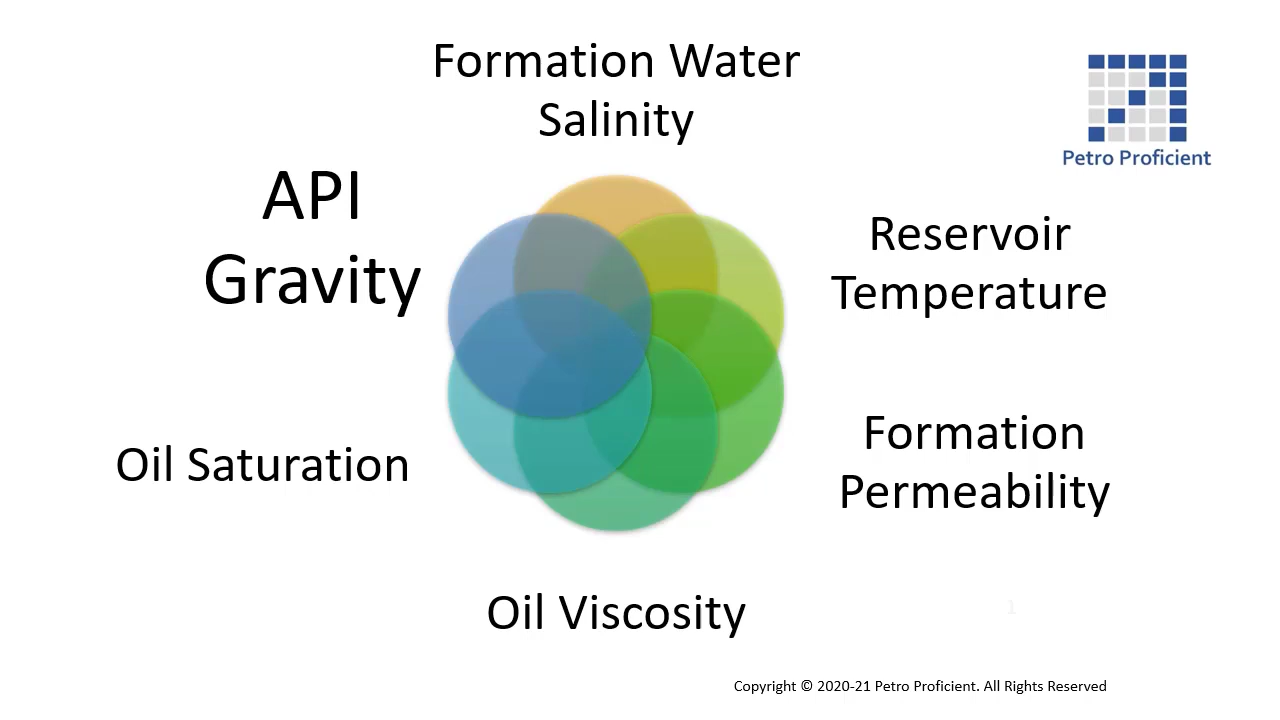 Formation Water
Salinity
Petro Proficient
API
Gravity
Reservoir
Temperature
Formation
Permeability
Oil Saturation
Oil Viscosity
1
Copyright © 2020-21 Petro Proficient. All Rights Reserved